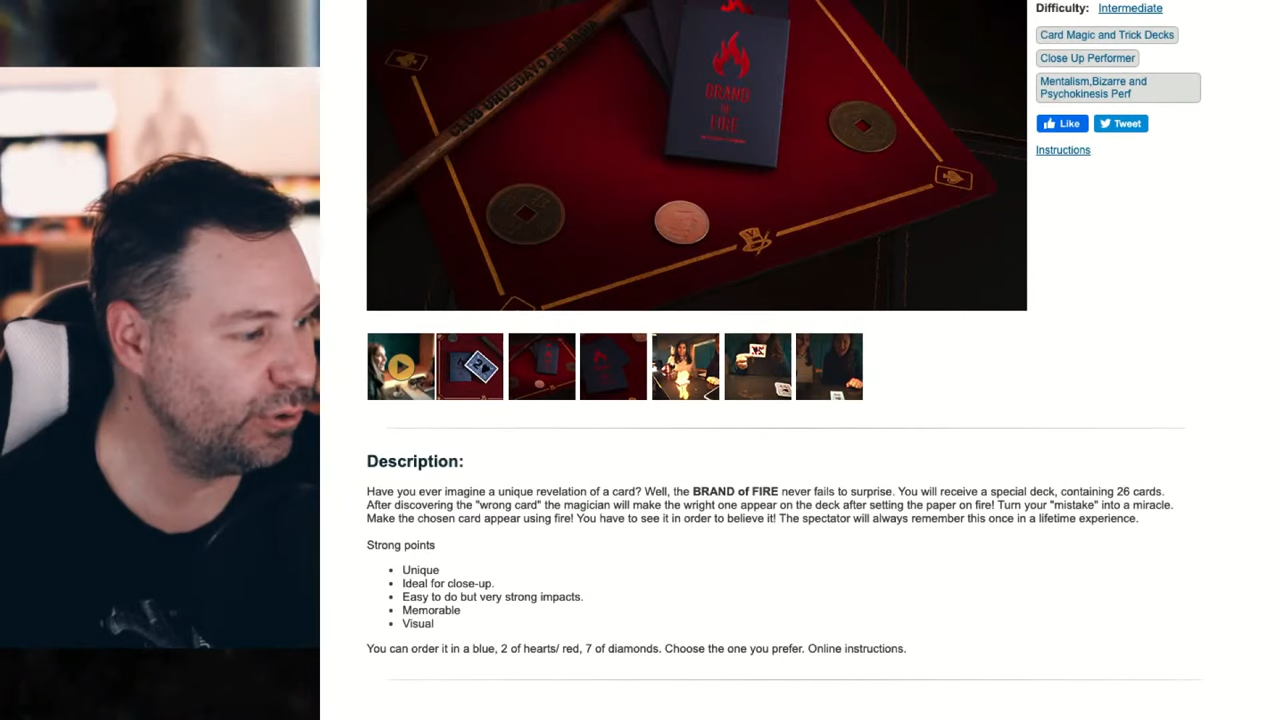 Difficulty: Intermediate
Card Magic and Trick Decks
Close Up Performer
Mentalism,Bizarre and
Psychokinesis Perf
Like
Tweet
Instructions
CLUB URUGUAYO DE MAGIA
BRAND
OF
FIRE
Description:
Have you ever imagine a unique revelation of a card? Well, the BRAND of FIRE never fails to surprise. You will receive a special deck, containing 26 cards.
After discovering the "wrong card" the magician will make the wright one appear on the deck after setting the paper on fire! Turn your "mistake" into a miracle.
Make the chosen card appear using fire! You have to see it in order to believe it! The spectator will always remember this once in a lifetime experience.
Strong points
Unique
Ideal for close-up.
Easy to do but very strong impacts.
Memorable
Visual
You can order it in a blue, 2 of hearts/ red, 7 of diamonds. Choose the one you prefer. Online instructions.